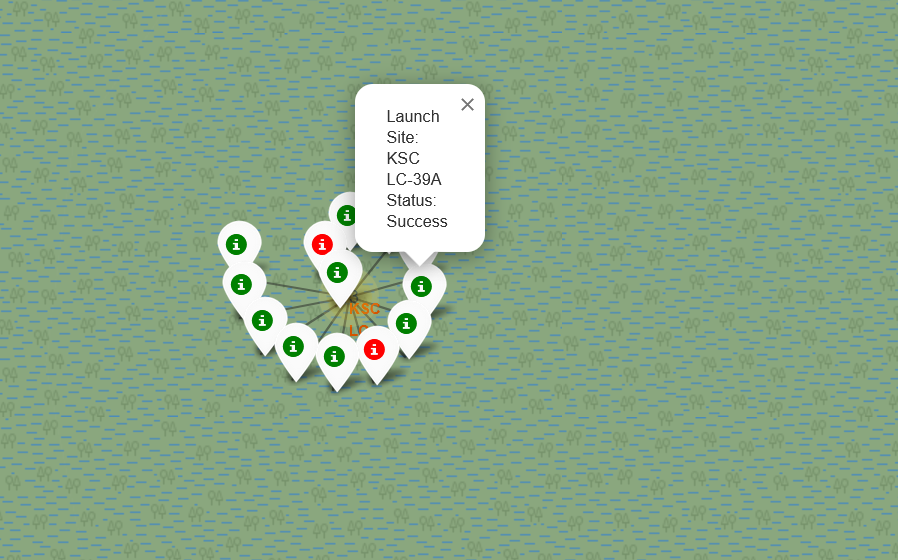 Launch
Site:
KSC
LC-39A
Status:
Success
KSC